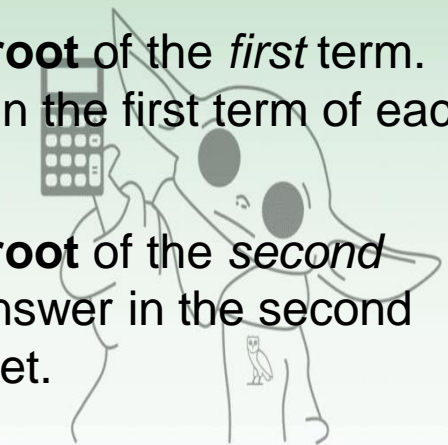 root of the first term.
n the first term of eac
root of the second
nswer in the second
et.